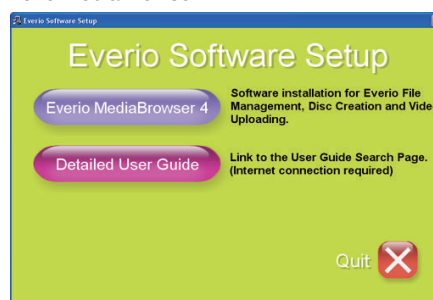 Everio Software Setup
Everio Software Setup
Everio MediaBrowser 4
Software installation for Everio File
Management, Disc Creation and Vide
Uploading.
Detailed User Guide
Link to the User Guide Search Page.
(Internet connection required)
Quit